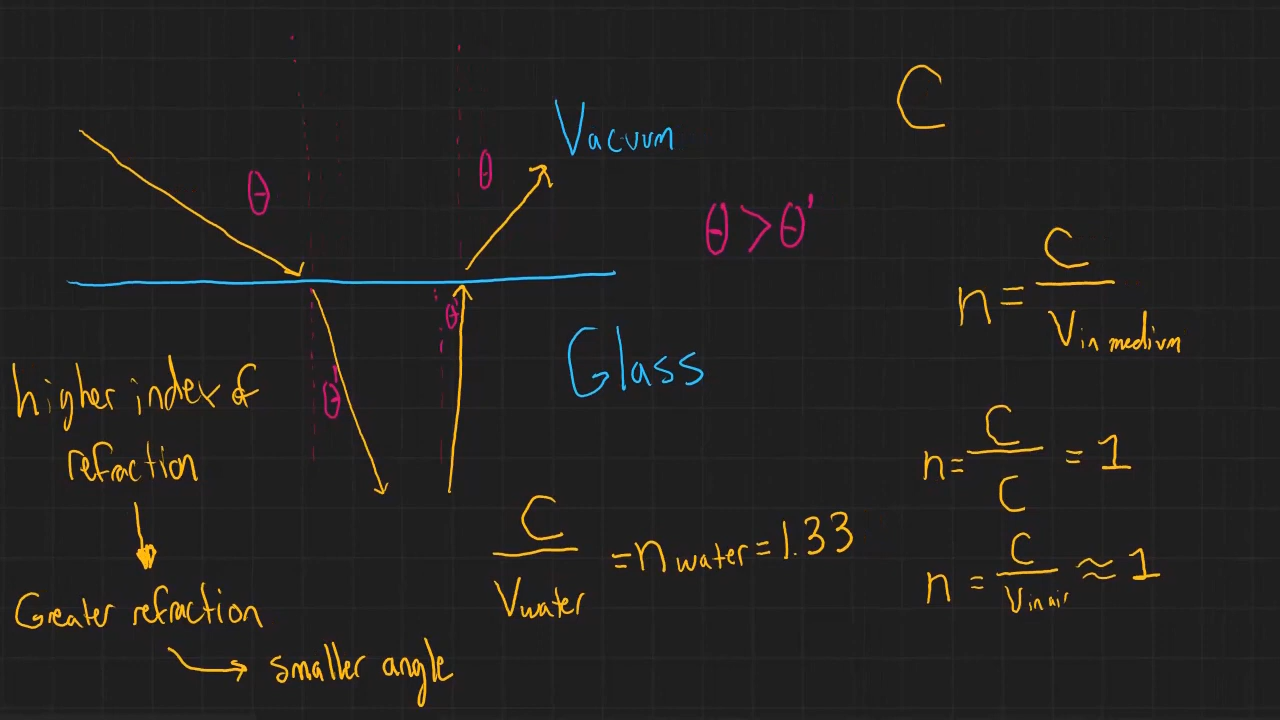 C
Vacuum
θ
θ
θ > θ'
n = C / V in medium
θ'
θ'
Glass
higher index of
refraction
n = C / C = 1
C / Vwater = n water = 1.33
n = C / V in air ≈ 1
Greater refraction
smaller angle